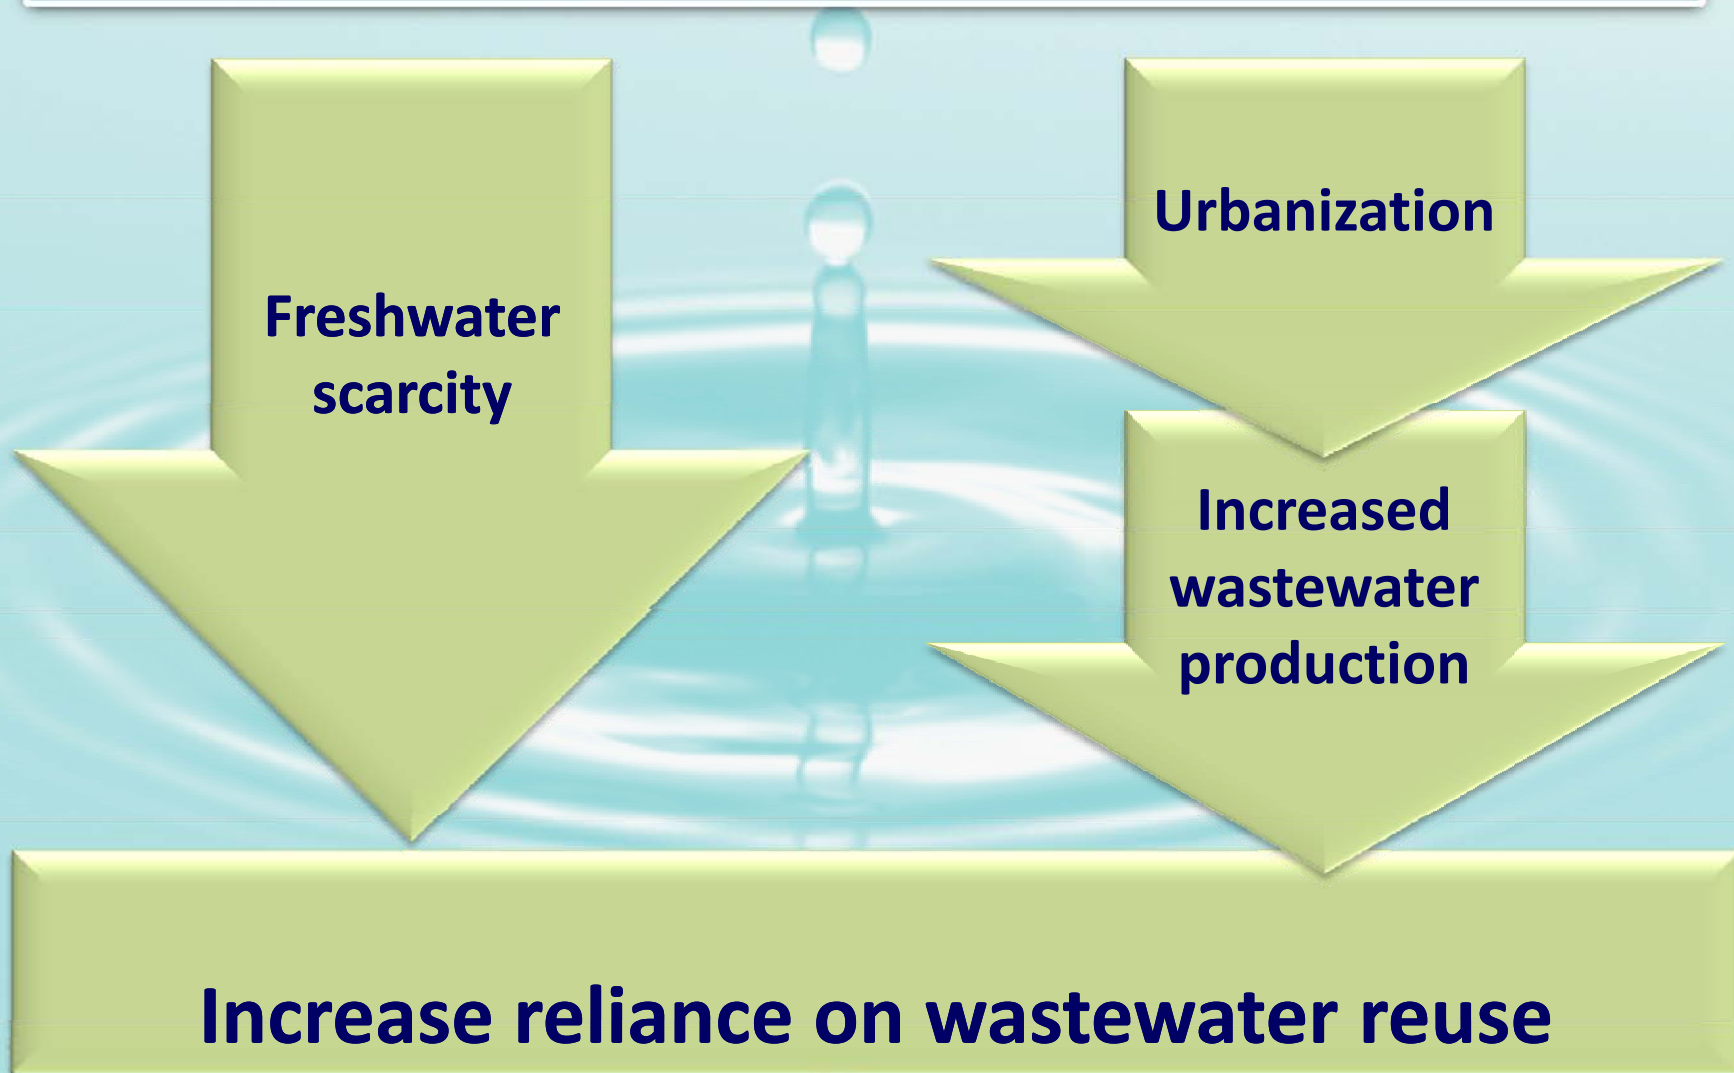 Freshwater
scarcity
Urbanization
Increased
wastewater
production
Increase reliance on wastewater reuse